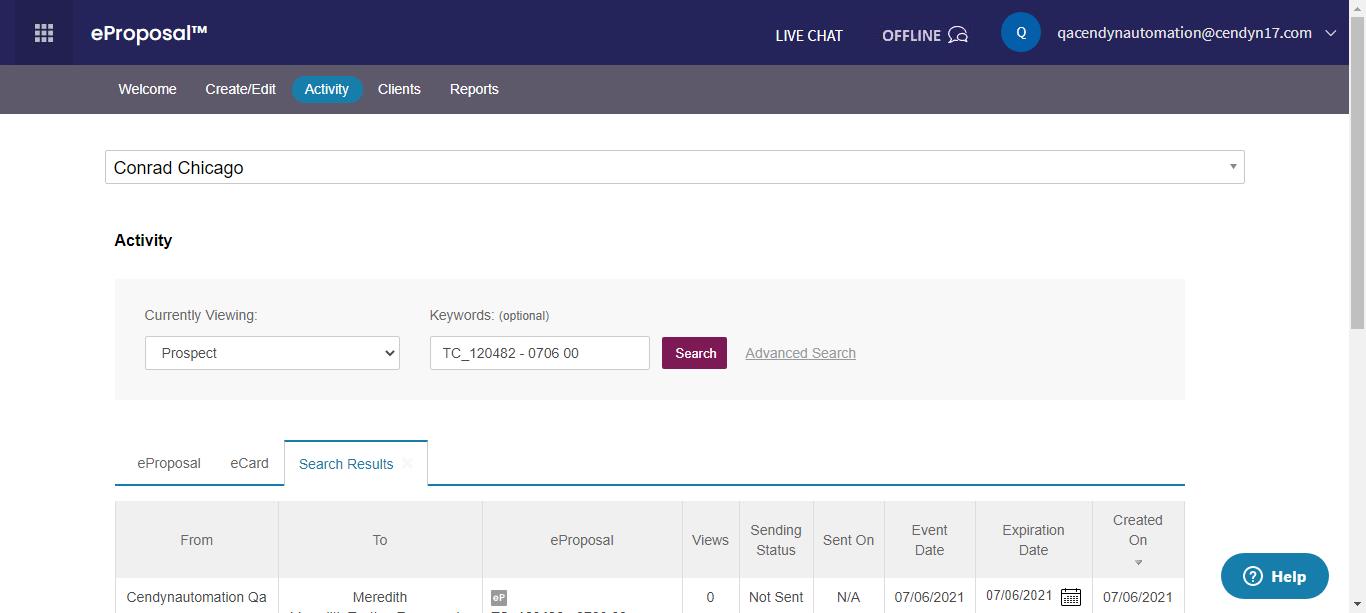 eProposal™
LIVE CHAT
OFFLINE
Q
qacendynautomation@cendyn17.com
Welcome
Create/Edit
Activity
Clients
Reports
Conrad Chicago
Activity
Currently Viewing:
Keywords: (optional)
Prospect
TC_120482 - 0706 00
Search
Advanced Search
eProposal
eCard
Search Results ×
From
To
eProposal
Views
Sending
Status
Sent On
Event
Date
Expiration
Date
Created
On
Cendynautomation Qa
Meredith
eP
0
Not Sent
N/A
07/06/2021
07/06/2021
07/06/2021
? Help